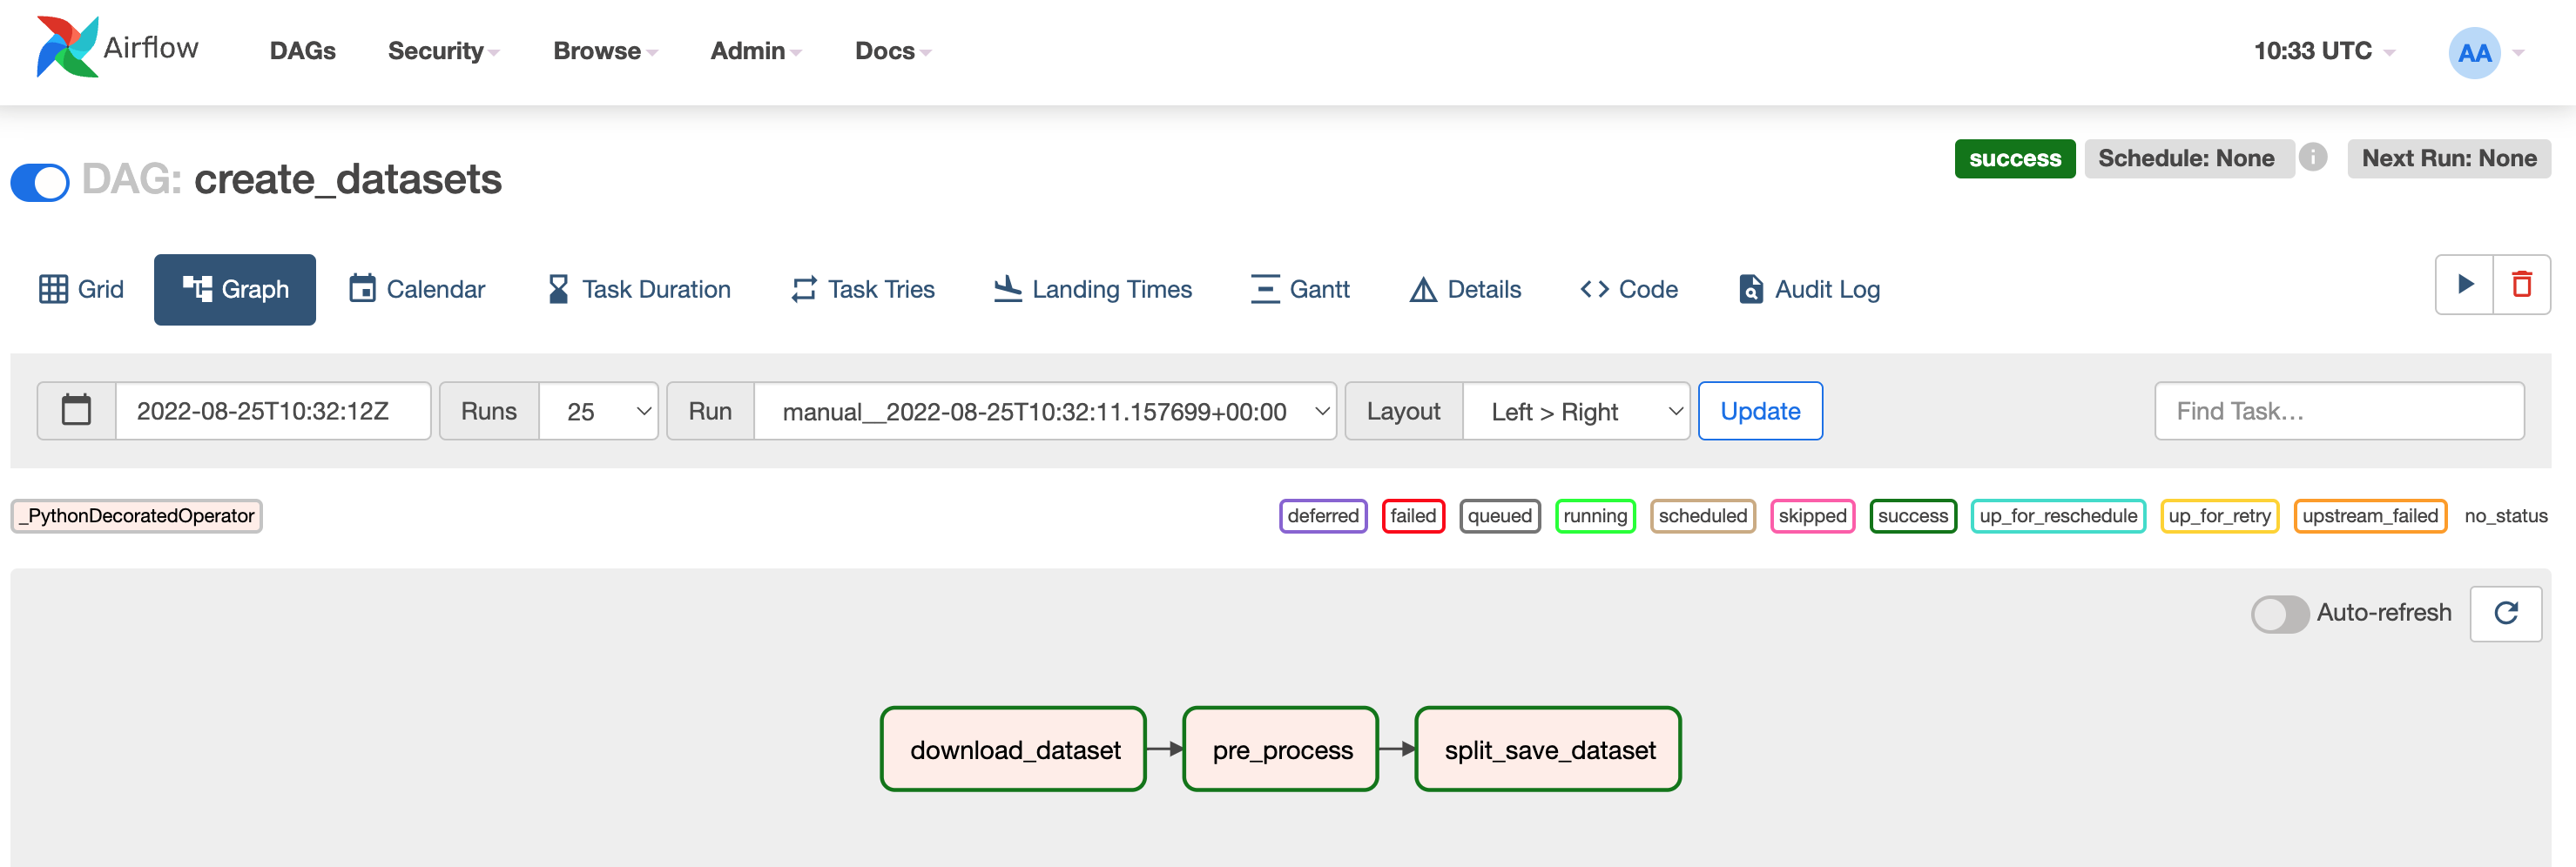 Airflow DAGs Security Browse Admin Docs 10:33 UTC AA
success Schedule: None i Next Run: None
DAG: create_datasets
Grid Graph Calendar Task Duration Task Tries Landing Times Gantt Details Code Audit Log
2022-08-25T10:32:12Z Runs 25 Run manual__2022-08-25T10:32:11.157699+00:00 Layout Left > Right Update Find Task...
_PythonDecoratedOperator deferred failed queued running scheduled skipped success up_for_reschedule up_for_retry upstream_failed no_status
Auto-refresh
download_dataset pre_process split_save_dataset